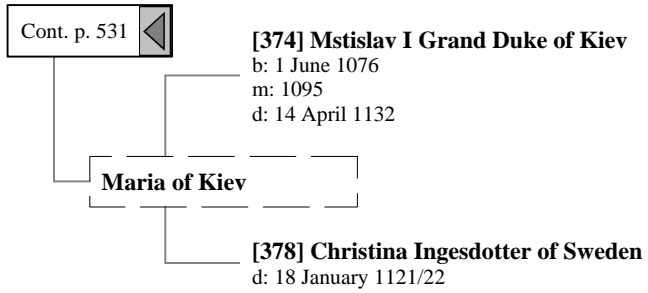 Cont. p. 531
[374] Mstislav I Grand Duke of Kiev
b: 1 June 1076
m: 1095
d: 14 April 1132
Maria of Kiev
[378] Christina Ingesdotter of Sweden
d: 18 January 1121/22